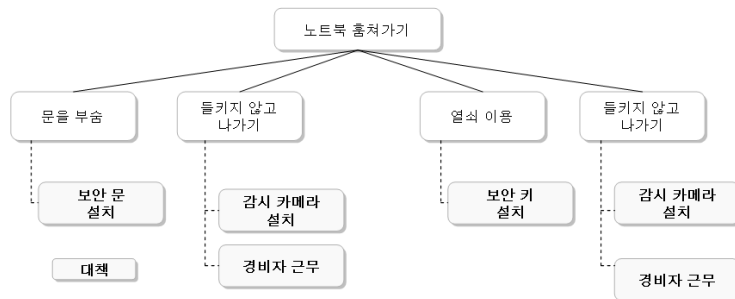 노트북 훔쳐가기
문을 부숨
들키지 않고
나가기
열쇠 이용
들키지 않고
나가기
보안 문
설치
감시 카메라
설치
보안 키
설치
감시 카메라
설치
대책
경비자 근무
경비자 근무